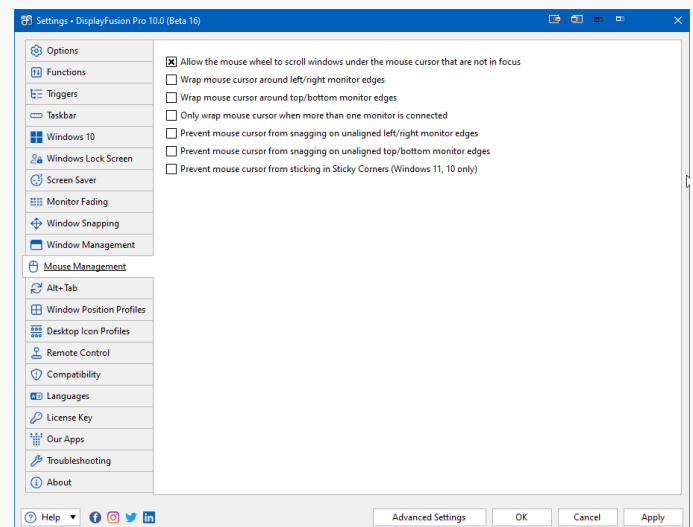 Settings • DisplayFusion Pro 10.0 (Beta 16)
Options
Functions
Triggers
Taskbar
Windows 10
Windows Lock Screen
Screen Saver
Monitor Fading
Window Snapping
Window Management
Mouse Management
Alt+Tab
Window Position Profiles
Desktop Icon Profiles
Remote Control
Compatibility
Languages
License Key
Our Apps
Troubleshooting
About
Allow the mouse wheel to scroll windows under the mouse cursor that are not in focus
Wrap mouse cursor around left/right monitor edges
Wrap mouse cursor around top/bottom monitor edges
Only wrap mouse cursor when more than one monitor is connected
Prevent mouse cursor from snagging on unaligned left/right monitor edges
Prevent mouse cursor from snagging on unaligned top/bottom monitor edges
Prevent mouse cursor from sticking in Sticky Corners (Windows 11, 10 only)
Help
Advanced Settings
OK
Cancel
Apply